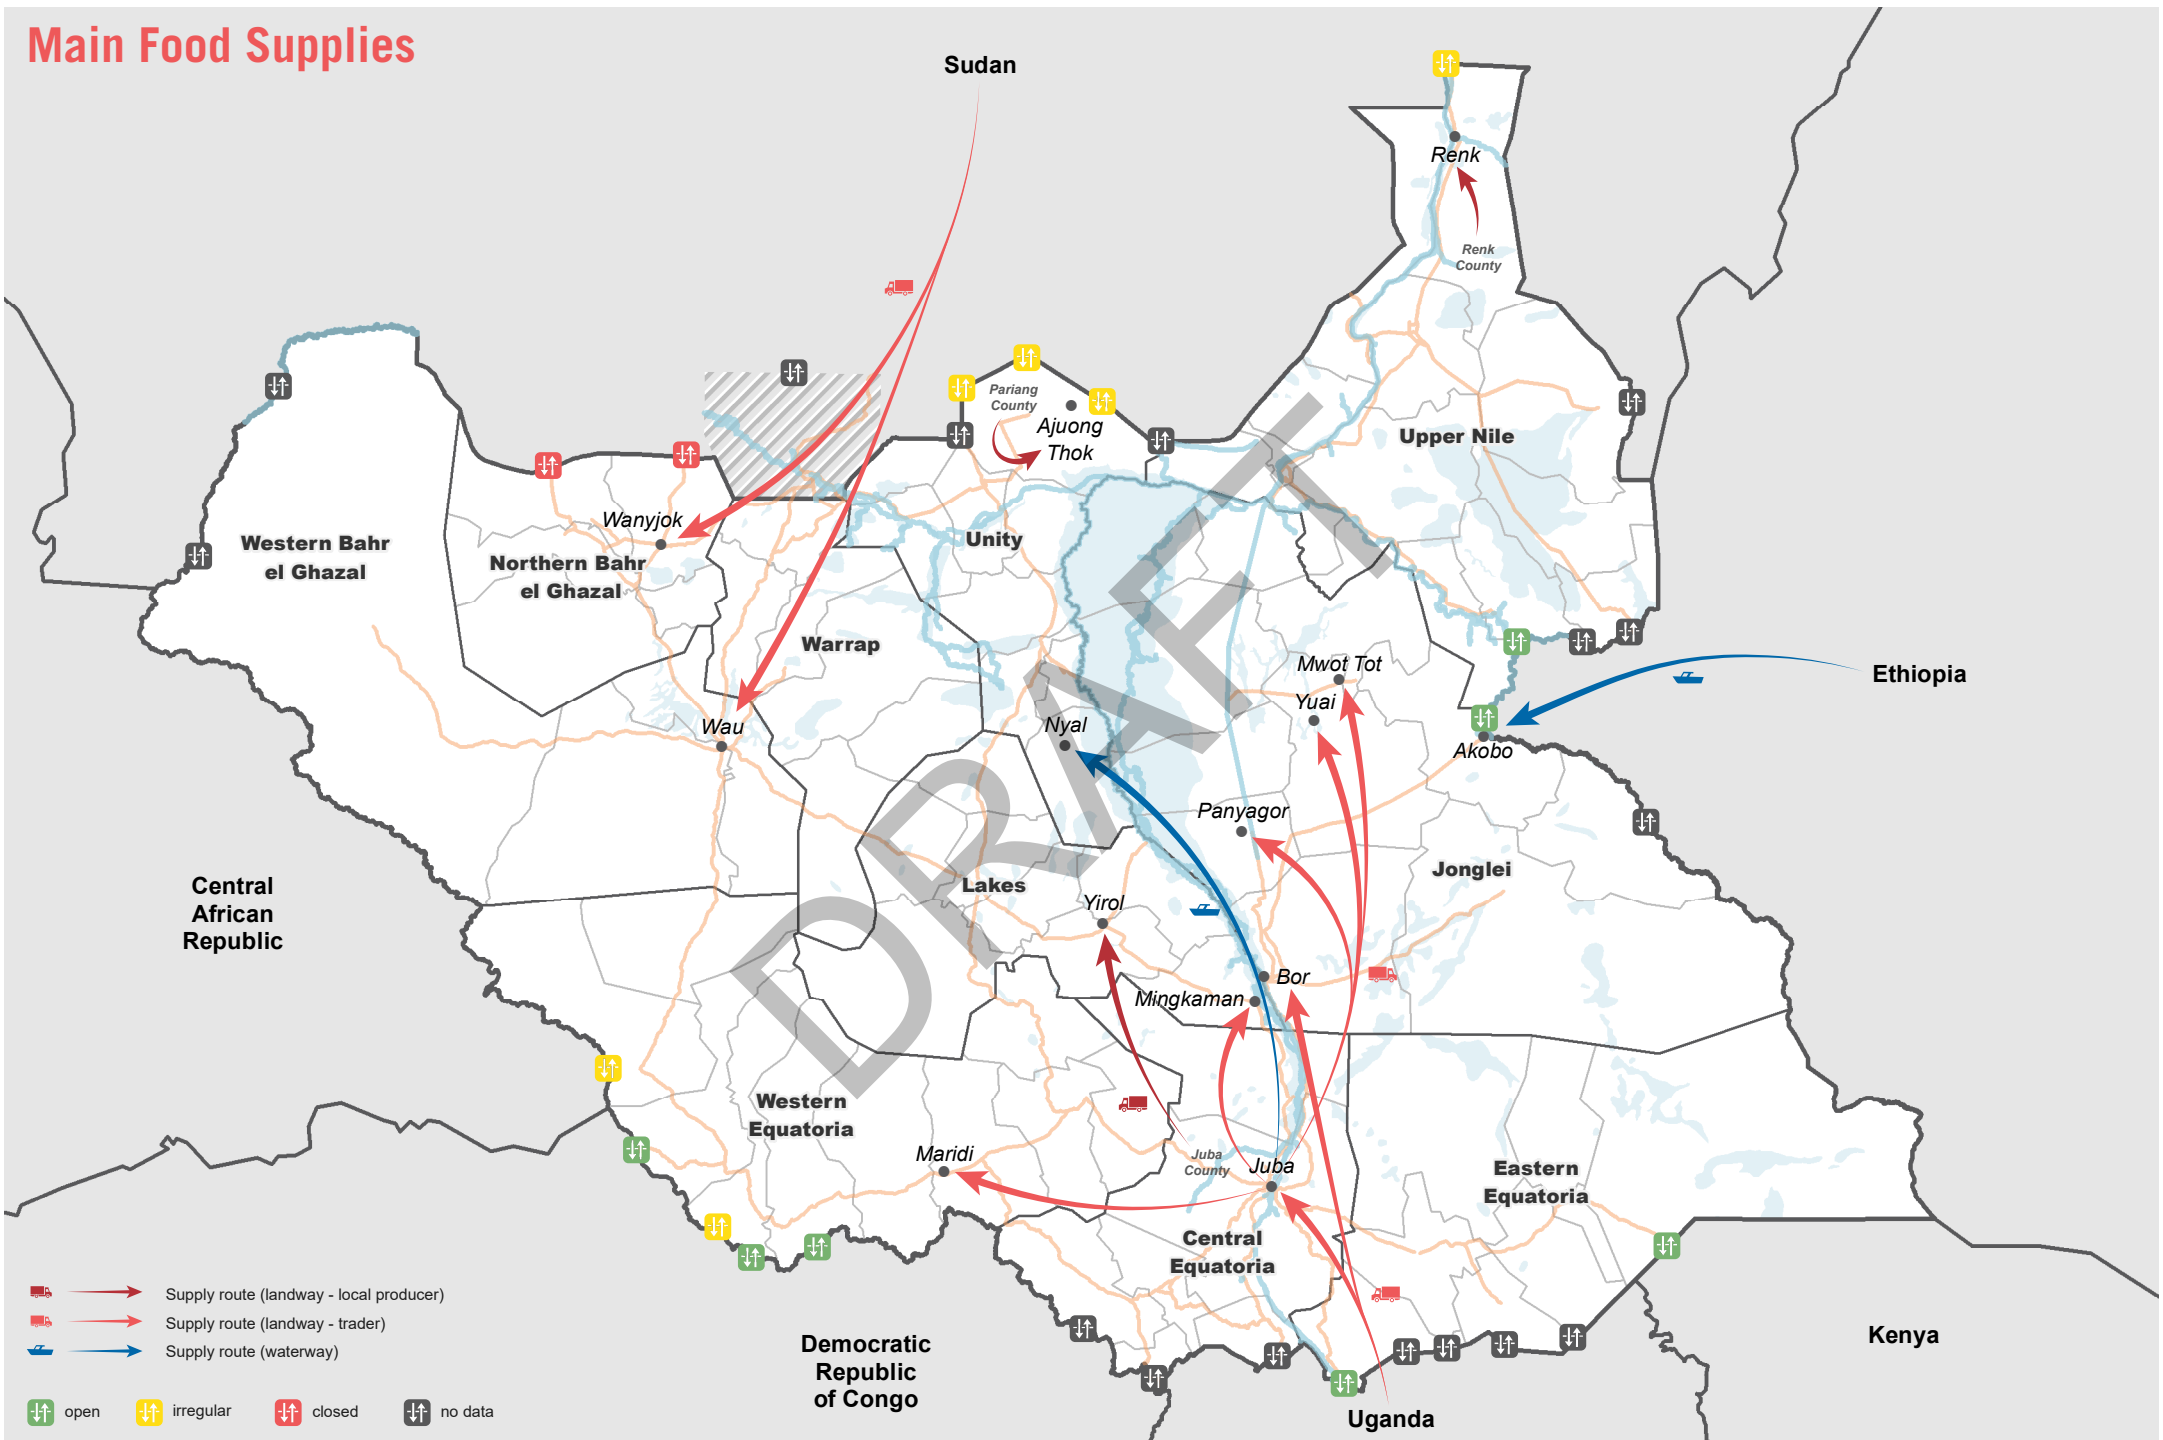 Main Food Supplies
Sudan
Renk
Renk
County
Pariang
County
Ajuong
Thok
Upper Nile
Wanyjok
Western Bahr
el Ghazal
Northern Bahr
el Ghazal
Unity
Warrap
Mwot Tot
Yuai
Ethiopia
Wau
Nyal
Akobo
Panyagor
Jonglei
Central
African
Republic
Lakes
Yirol
Bor
Mingkaman
DRAFT
Western
Equatoria
Maridi
Juba
County
Juba
Eastern
Equatoria
Central
Equatoria
Supply route (landway - local producer)
Supply route (landway - trader)
Supply route (waterway)
Democratic
Republic
of Congo
Kenya
Uganda
open
irregular
closed
no data